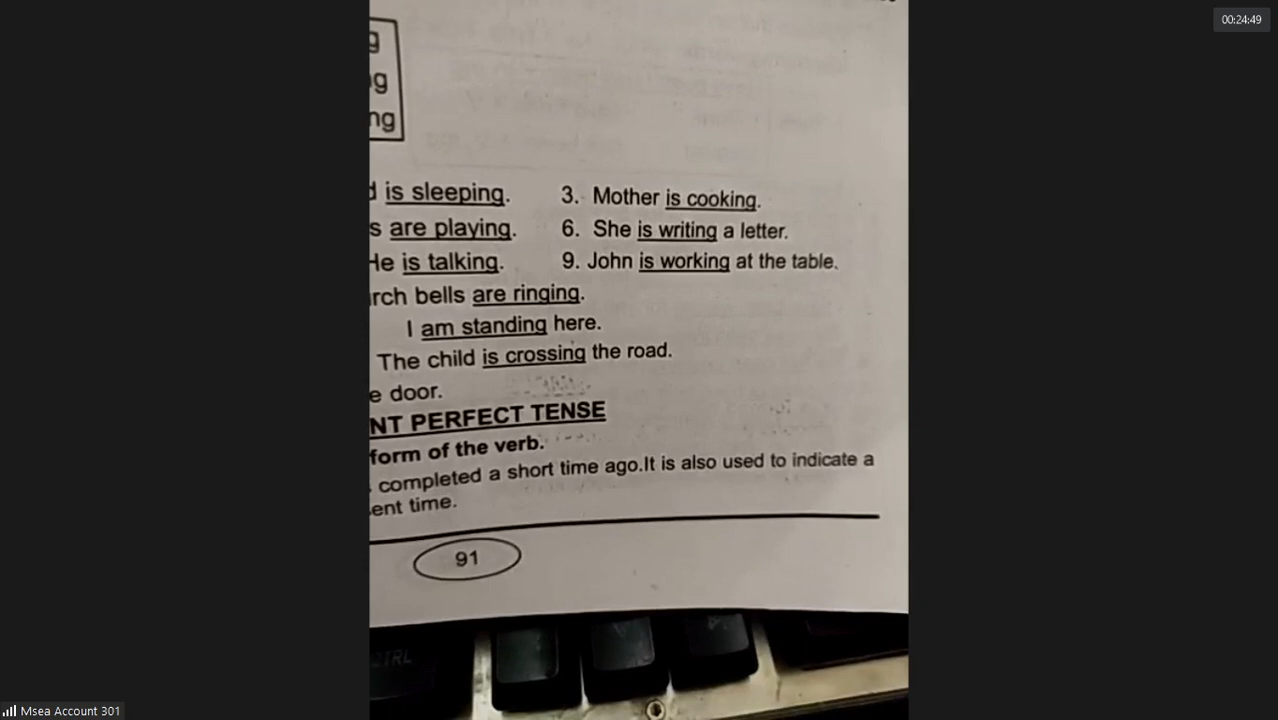 00:24:49
g
ng
ng
d is sleeping. 3. Mother is cooking.
s are playing. 6. She is writing a letter.
He is talking. 9. John is working at the table.
rch bells are ringing.
I am standing here.
The child is crossing the road.
e door.
NT PERFECT TENSE
form of the verb.
completed a short time ago.It is also used to indicate a
ent time.
91
CTRL
Msea Account 301